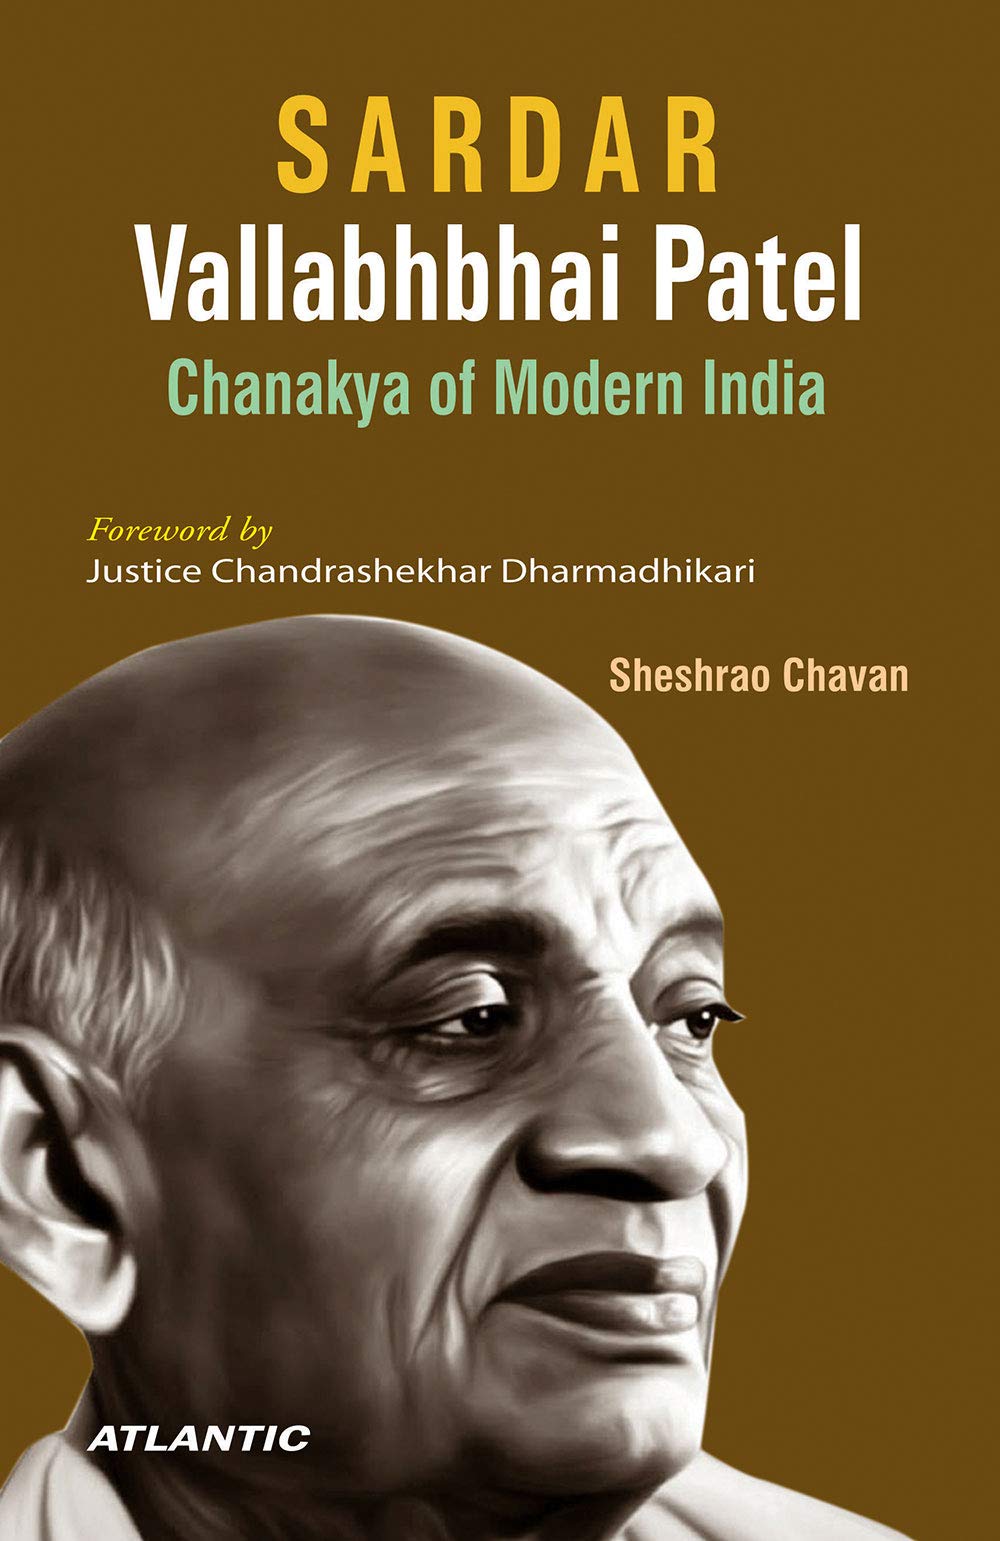 SARDAR
Vallabhbhai Patel
Chanakya of Modern India
Foreword by
Justice Chandrashekhar Dharmadhikari
Sheshrao Chavan
ATLANTIC